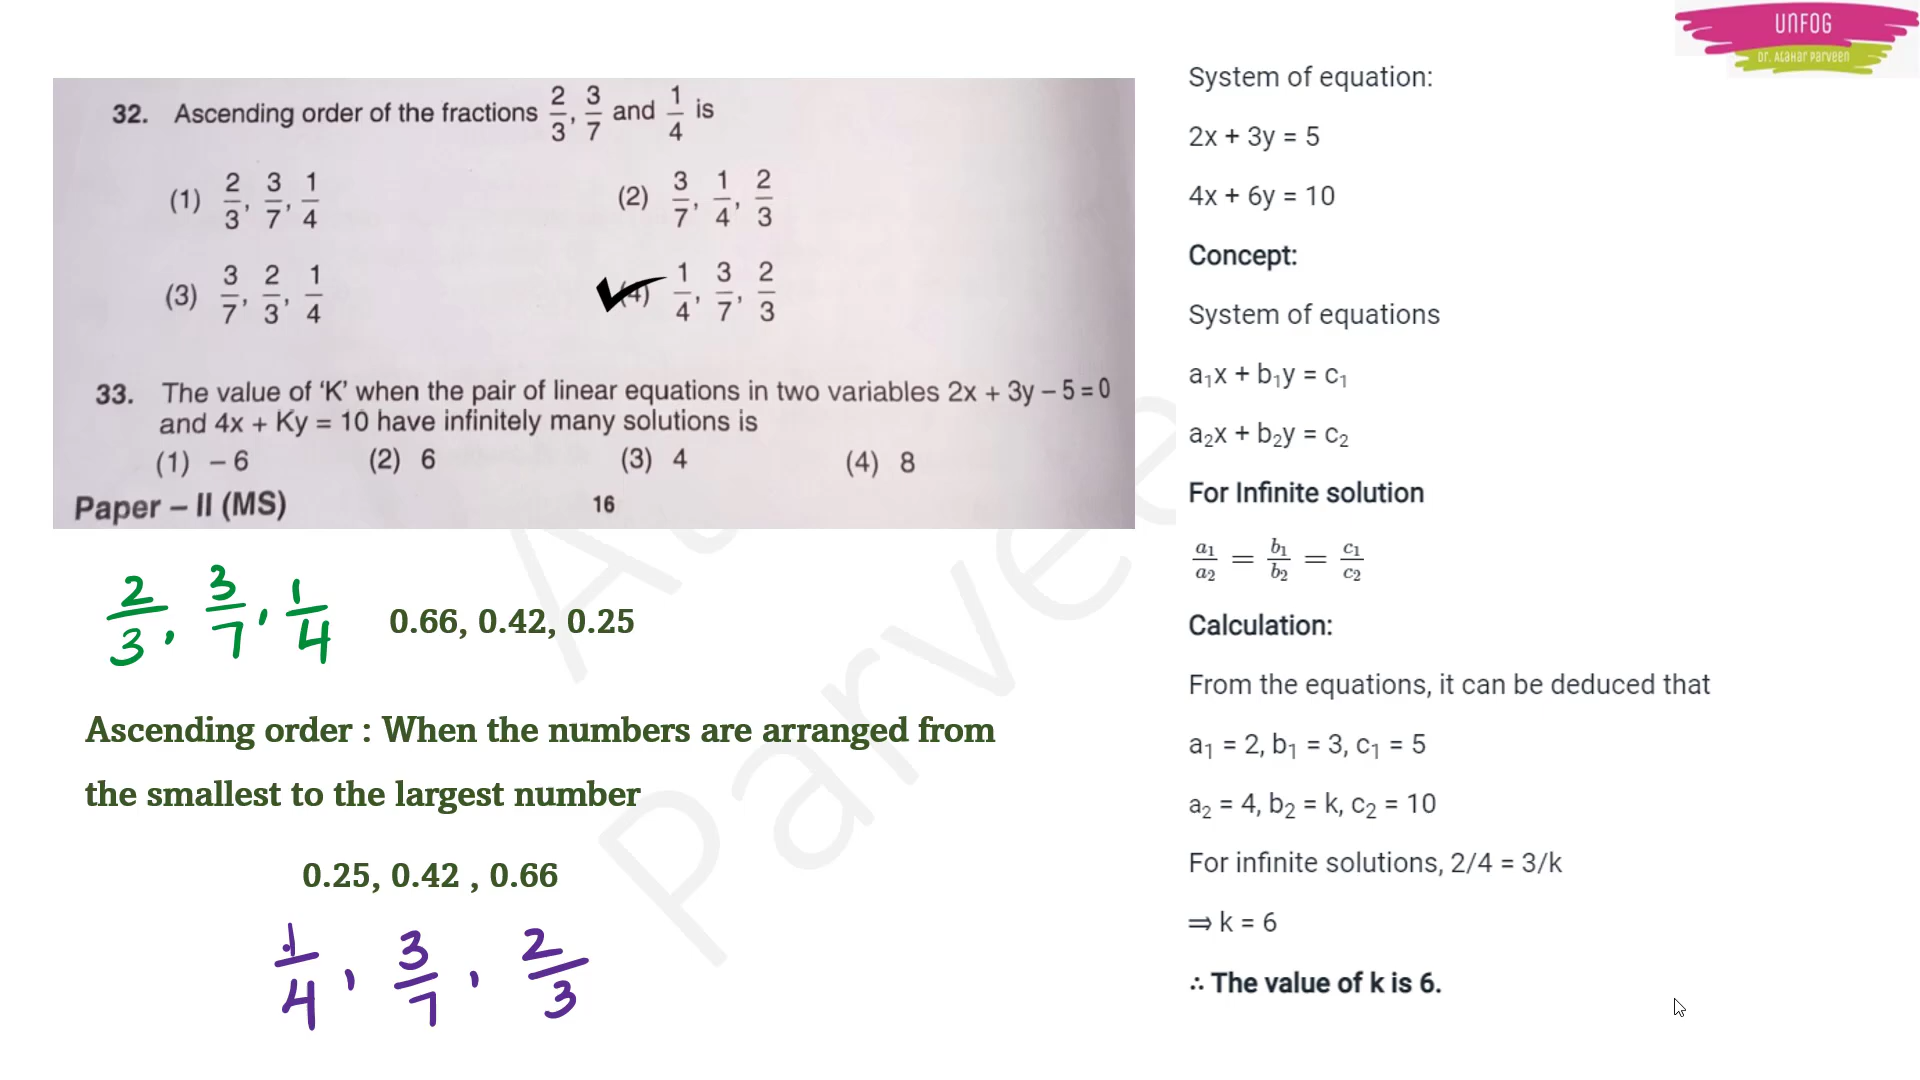 UNFOG
Dr. Atahar Parveen
32. Ascending order of the fractions 2/3, 3/7 and 1/4 is
(1) 2/3, 3/7, 1/4 (2) 3/7, 1/4, 2/3
(3) 3/7, 2/3, 1/4 (4) 1/4, 3/7, 2/3
33. The value of ‘K’ when the pair of linear equations in two variables 2x + 3y – 5 = 0
and 4x + Ky = 10 have infinitely many solutions is
(1) – 6 (2) 6 (3) 4 (4) 8
Paper – II (MS) 16
2/3, 3/7, 1/4 0.66, 0.42, 0.25
Ascending order : When the numbers are arranged from
the smallest to the largest number
0.25, 0.42 , 0.66
1/4, 3/7, 2/3
System of equation:
2x + 3y = 5
4x + 6y = 10
Concept:
System of equations
a₁x + b₁y = c₁
a₂x + b₂y = c₂
For Infinite solution
a₁/a₂ = b₁/b₂ = c₁/c₂
Calculation:
From the equations, it can be deduced that
a₁ = 2, b₁ = 3, c₁ = 5
a₂ = 4, b₂ = k, c₂ = 10
For infinite solutions, 2/4 = 3/k
⇒ k = 6
∴ The value of k is 6.